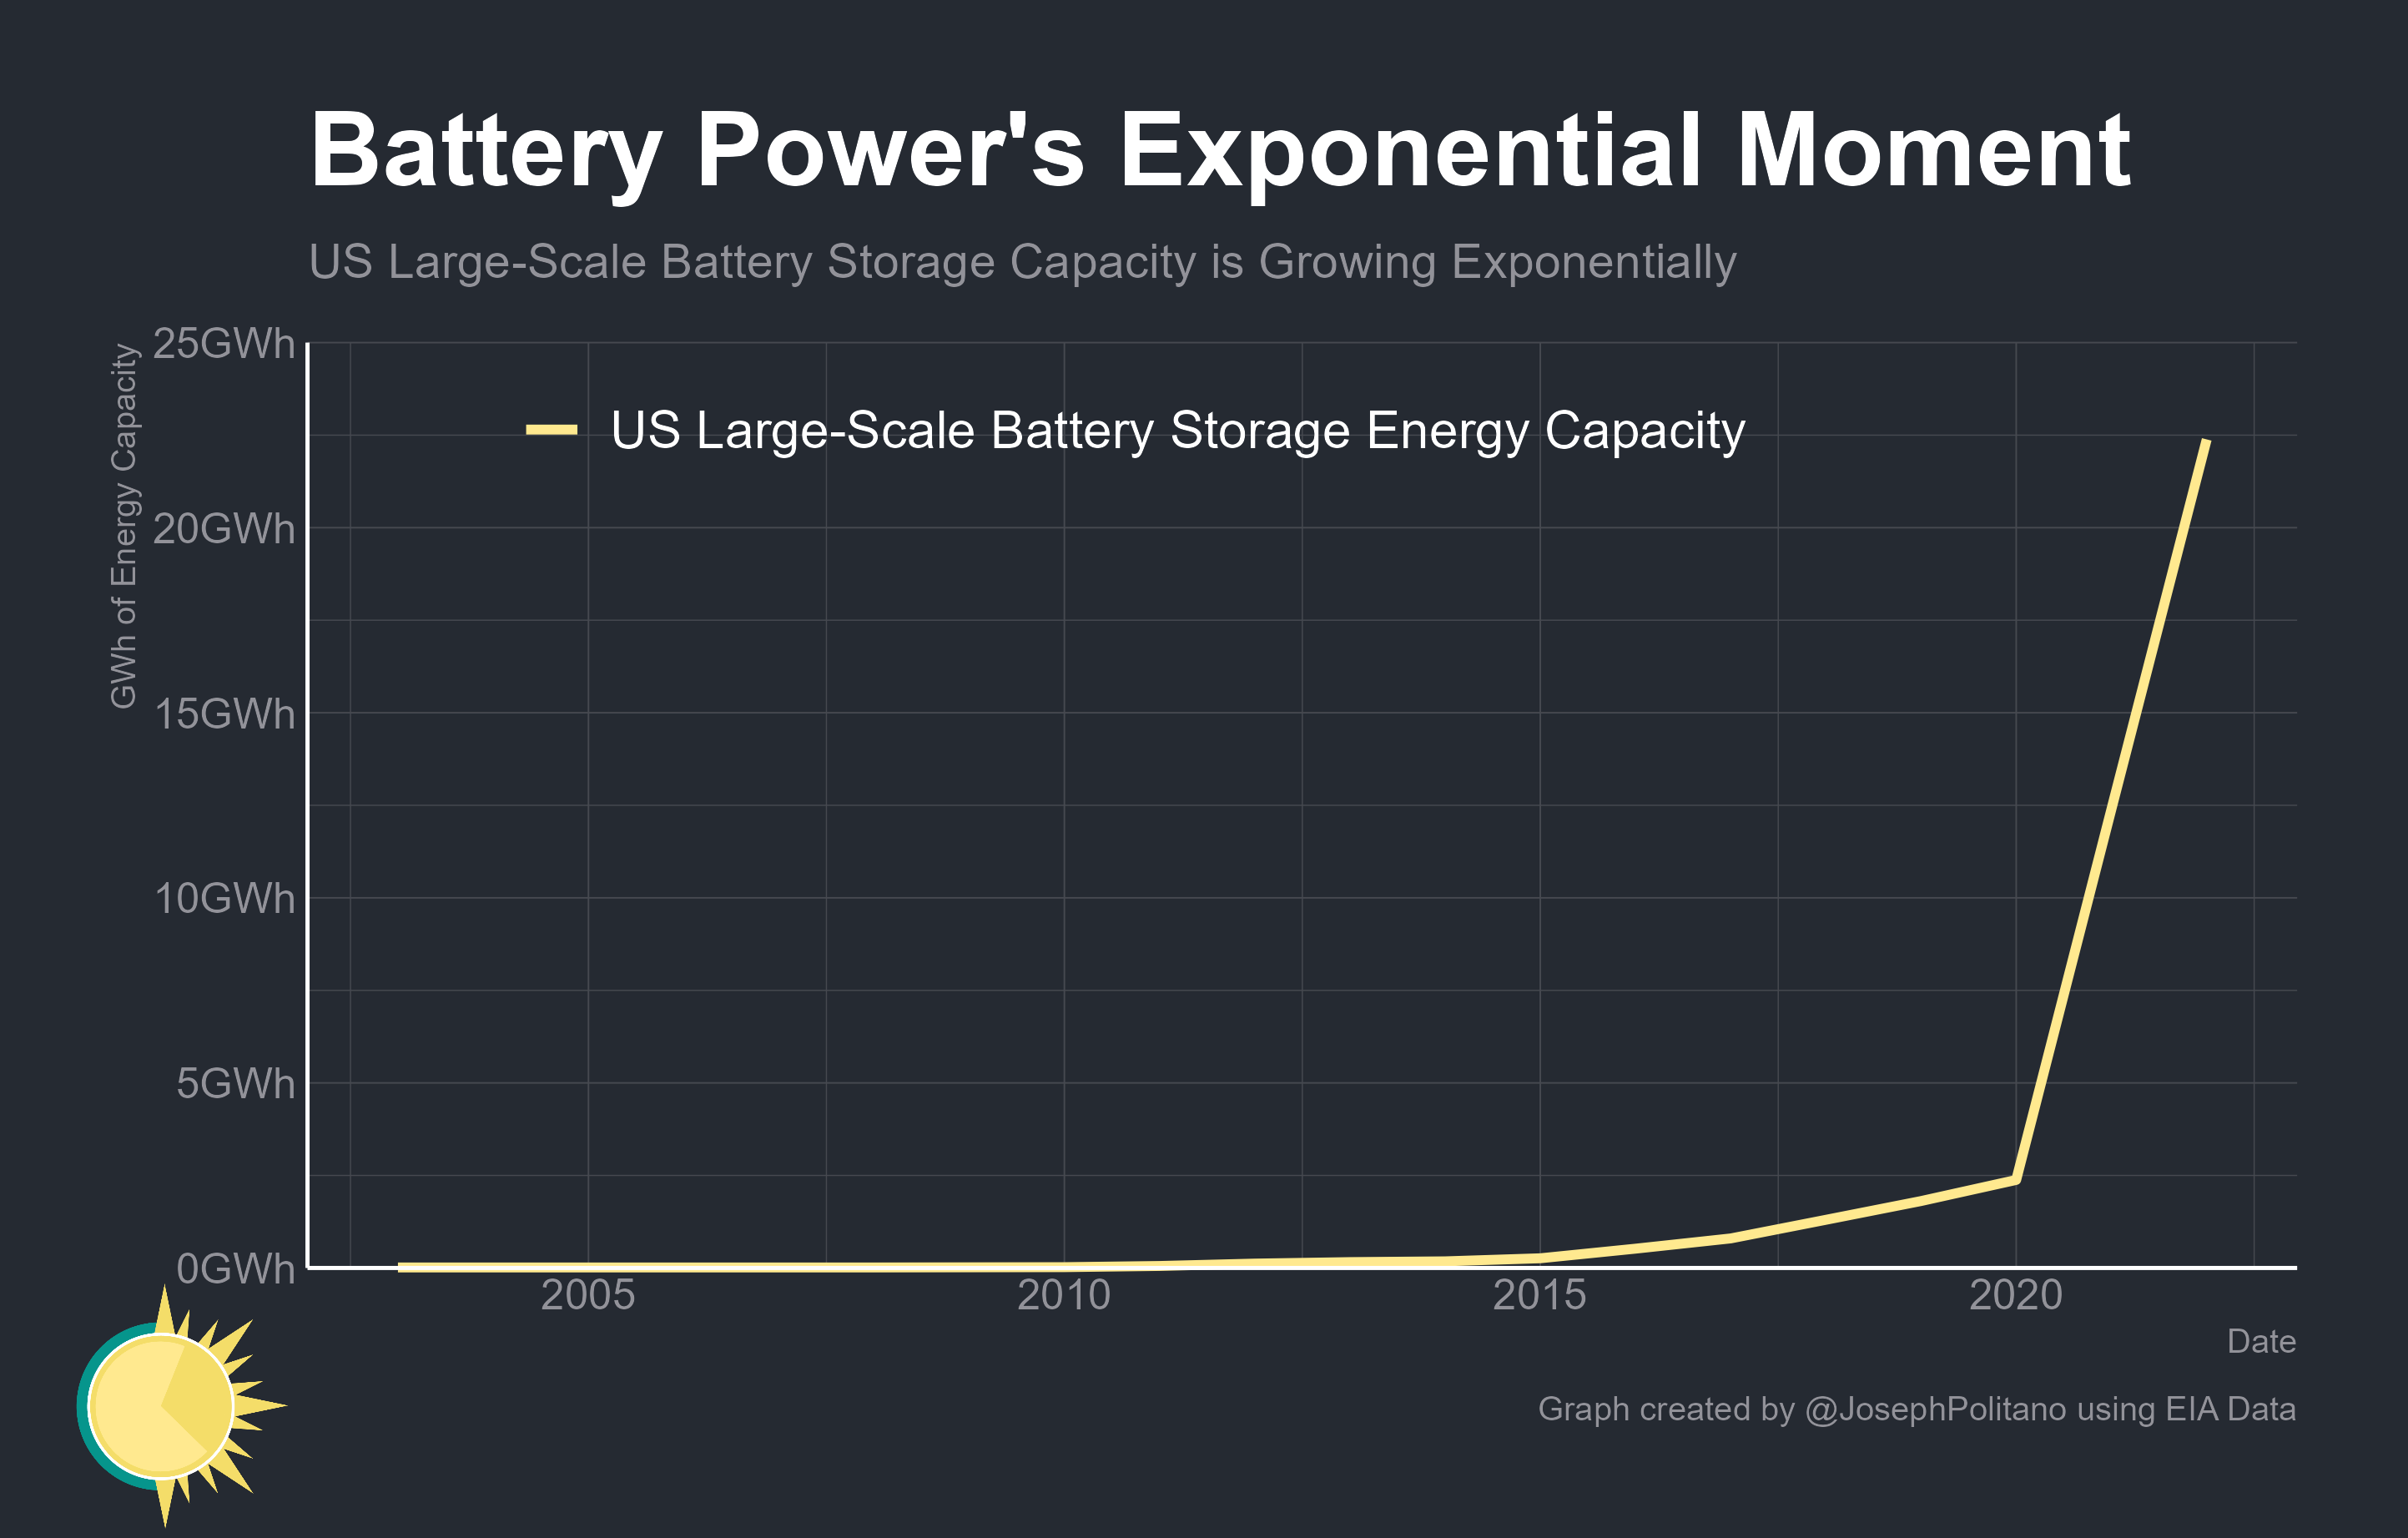 Battery Power's Exponential Moment
US Large-Scale Battery Storage Capacity is Growing Exponentially
GWh of Energy Capacity
25GWh
20GWh
15GWh
10GWh
5GWh
0GWh
US Large-Scale Battery Storage Energy Capacity
2005
2010
2015
2020
Date
Graph created by @JosephPolitano using EIA Data